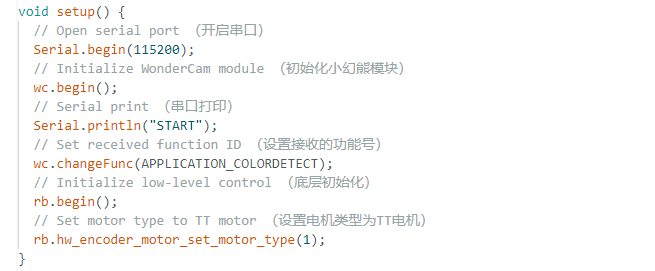 void setup() {
  // Open serial port （开启串口）
  Serial.begin(115200);
  // Initialize WonderCam module （初始化小幻能模块）
  wc.begin();
  // Serial print （串口打印）
  Serial.println("START");
  // Set received function ID （设置接收的功能号）
  wc.changeFunc(APPLICATION_COLORDETECT);
  // Initialize low-level control （底层初始化）
  rb.begin();
  // Set motor type to TT motor （设置电机类型为TT电机）
  rb.hw_encoder_motor_set_motor_type(1);
}